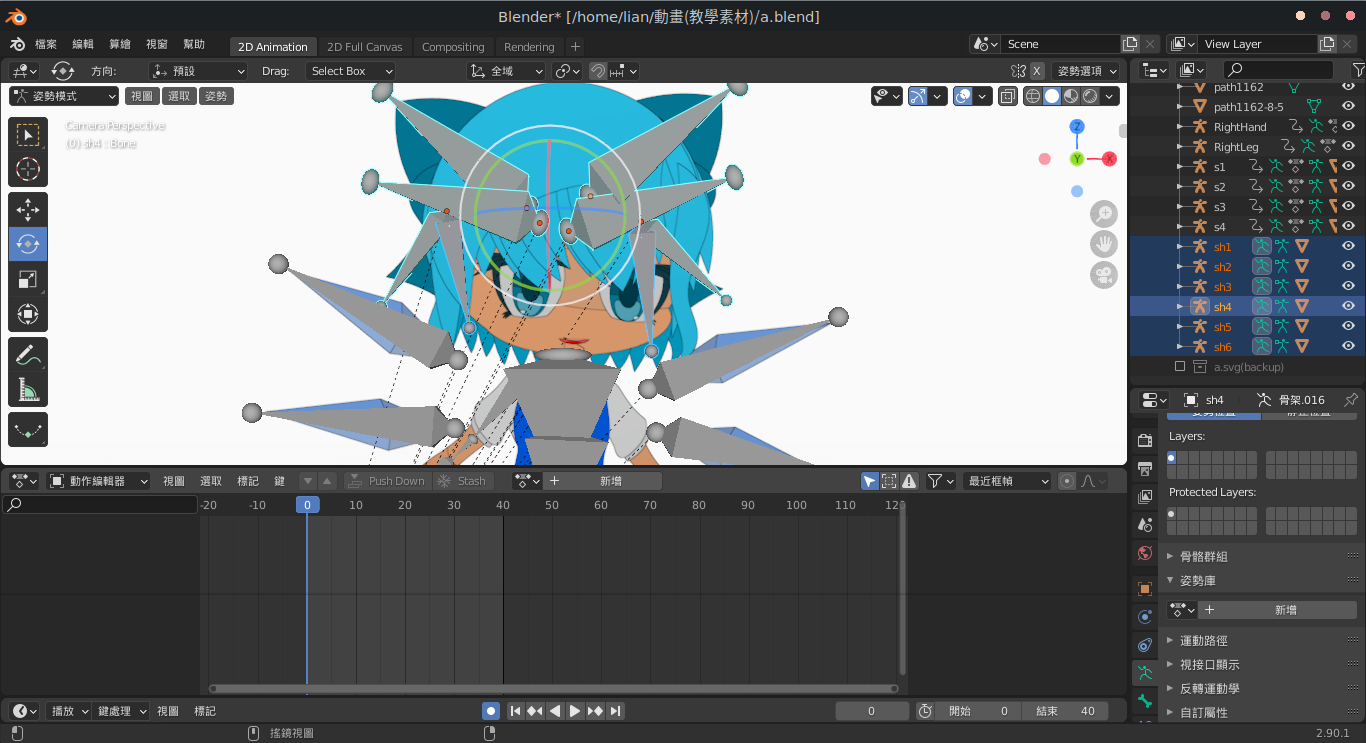 Blender* [/home/lian/動畫(教學素材)/a.blend]
檔案 編輯 算繪 視窗 幫助 2D Animation 2D Full Canvas Compositing Rendering + Scene View Layer
方向: 預設 Drag: Select Box 全域 X 姿勢選項
姿勢模式 視圖 選取 姿勢
Camera Perspective
(0) sh4 : Bone
Z
Y
X
path1162
path1162-8-5
RightHand
RightLeg
s1
s2
s3
s4
sh1
sh2
sh3
sh4
sh5
sh6
a.svg(backup)
sh4 骨架.016
姿勢位置 靜止位置
Layers:
Protected Layers:
骨骼群組
姿勢庫
+ 新增
運動路徑
視接口顯示
反轉運動學
自訂屬性
動作編輯器 視圖 選取 標記 鍵 Push Down Stash + 新增 最近框幀
-20 -10 0 10 20 30 40 50 60 70 80 90 100 110 120
播放 鍵處理 視圖 標記 0 開始 0 結束 40
搖鏡視圖 2.90.1